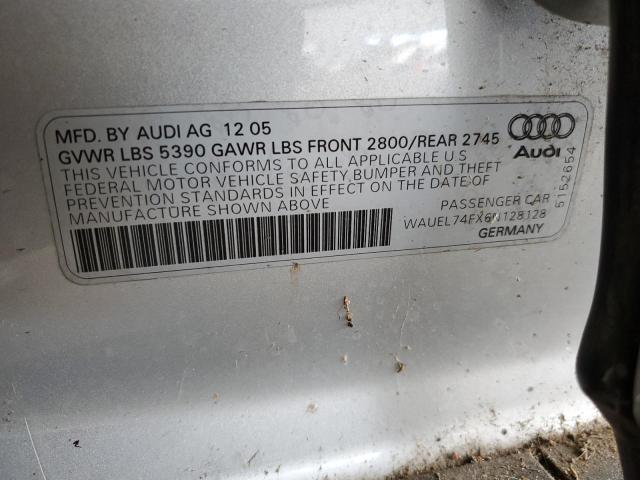 MFD. BY AUDI AG 12 05
GVWR LBS 5390 GAWR LBS FRONT 2800/REAR 2745
THIS VEHICLE CONFORMS TO ALL APPLICABLE U S
FEDERAL MOTOR VEHICLE SAFETY, BUMPER AND THEFT
PREVENTION STANDARDS IN EFFECT ON THE DATE OF
MANUFACTURE SHOWN ABOVE
Audi
PASSENGER CAR
WAUEL74FX6N128128
GERMANY
5152654